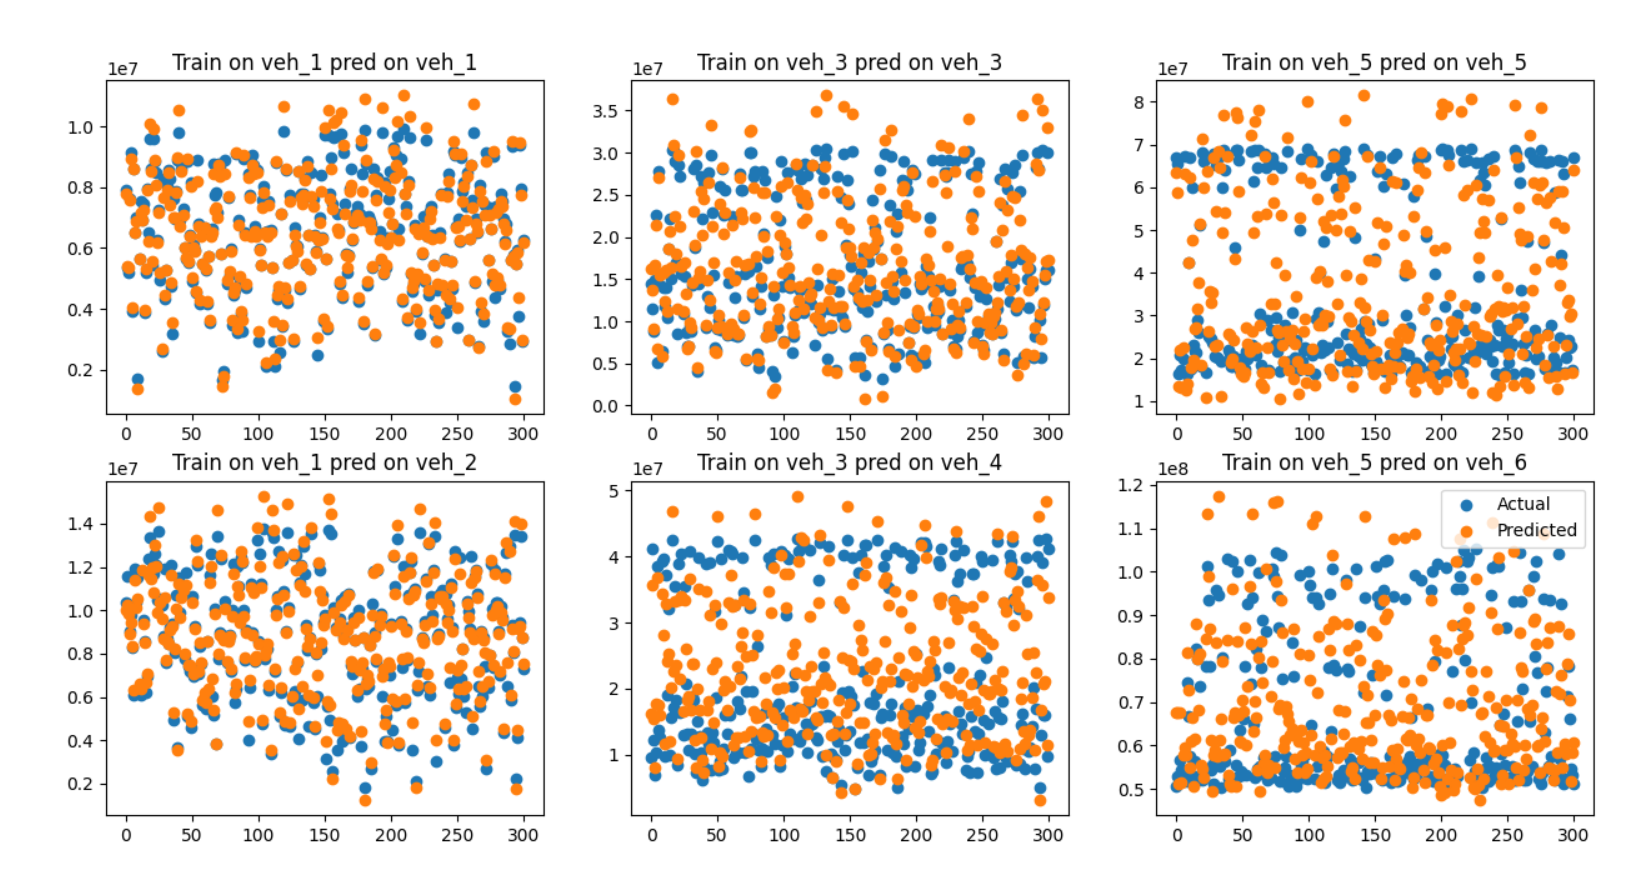 Train on veh_1 pred on veh_1
1e7
1.0
0.8
0.6
0.4
0.2
0 50 100 150 200 250 300
Train on veh_3 pred on veh_3
1e7
3.5
3.0
2.5
2.0
1.5
1.0
0.5
0.0
0 50 100 150 200 250 300
Train on veh_5 pred on veh_5
1e7
8
7
6
5
4
3
2
1
0 50 100 150 200 250 300
Train on veh_1 pred on veh_2
1e7
1.4
1.2
1.0
0.8
0.6
0.4
0.2
0 50 100 150 200 250 300
Train on veh_3 pred on veh_4
1e7
5
4
3
2
1
0 50 100 150 200 250 300
Train on veh_5 pred on veh_6
1e8
1.2
1.1
1.0
0.9
0.8
0.7
0.6
0.5
0 50 100 150 200 250 300
Actual
Predicted